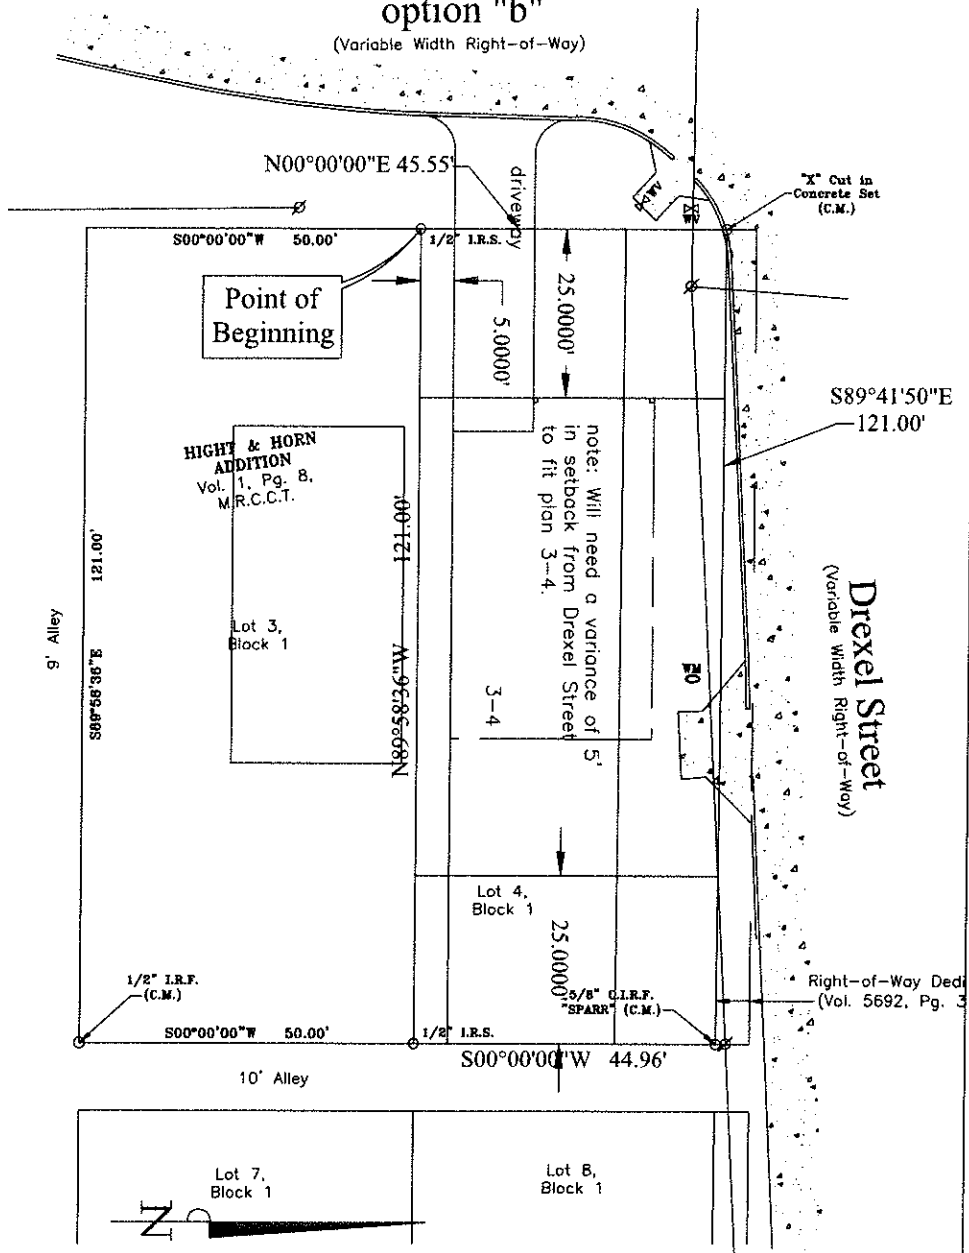 option "b"
(Variable Width Right-of-Way)
N00°00'00"E 45.55'
driveway
WV
WV
"X" Cut in
Concrete Set
(C.M.)
S00°00'00"W 50.00'
1/2" I.R.S.
Point of
Beginning
5.0000'
25.0000'
S89°41'50"E
121.00'
HIGHT & HORN
ADDITION
Vol. 1, Pg. 8,
M.R.C.C.T.
note: Will need a variance of 5'
in setback from Drexel Street
to fit plan 3-4.
121.00'
N89°58'36"W
S89°58'36"E 121.00'
9' Alley
Lot 3,
Block 1
3-4
WM
Drexel Street
(Variable Width Right-of-Way)
Lot 4,
Block 1
25.0000'
1/2" I.R.F.
(C.M.)
5/8" C.I.R.F.
"SPARR" (C.M.)
Right-of-Way Dedi
(Vol. 5692, Pg. 3
S00°00'00"W 50.00'
1/2" I.R.S.
S00°00'00"W 44.96'
10' Alley
Lot 7,
Block 1
Lot 8,
Block 1
N